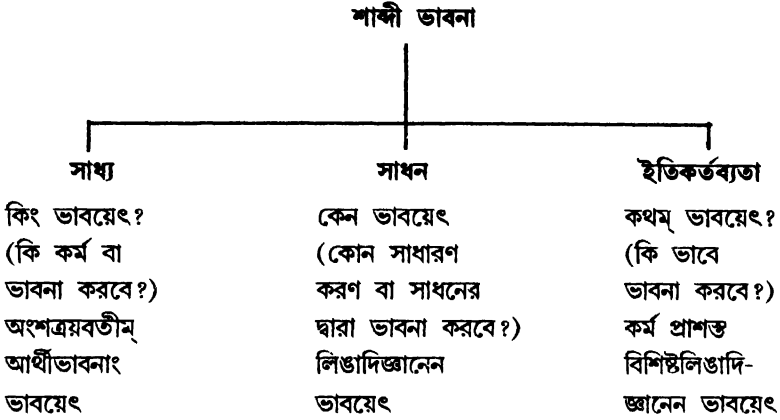 শাব্দী ভাবনা
সাধ্য
কিং ভাবয়েৎ?
(কি কর্ম বা
ভাবনা করবে?)
অংশত্রয়বতীম্
আর্থীভাবনাং
ভাবয়েৎ
সাধন
কেন ভাবয়েৎ
(কোন সাধারণ
করণ বা সাধনের
দ্বারা ভাবনা করবে?)
লিঙাদিজ্ঞানেন
ভাবয়েৎ
ইতিকর্তব্যতা
কথম্ ভাবয়েৎ?
(কি ভাবে
ভাবনা করবে?)
কর্ম প্রাশস্ত
বিশিষ্টলিঙাদি-
জ্ঞানেন ভাবয়েৎ